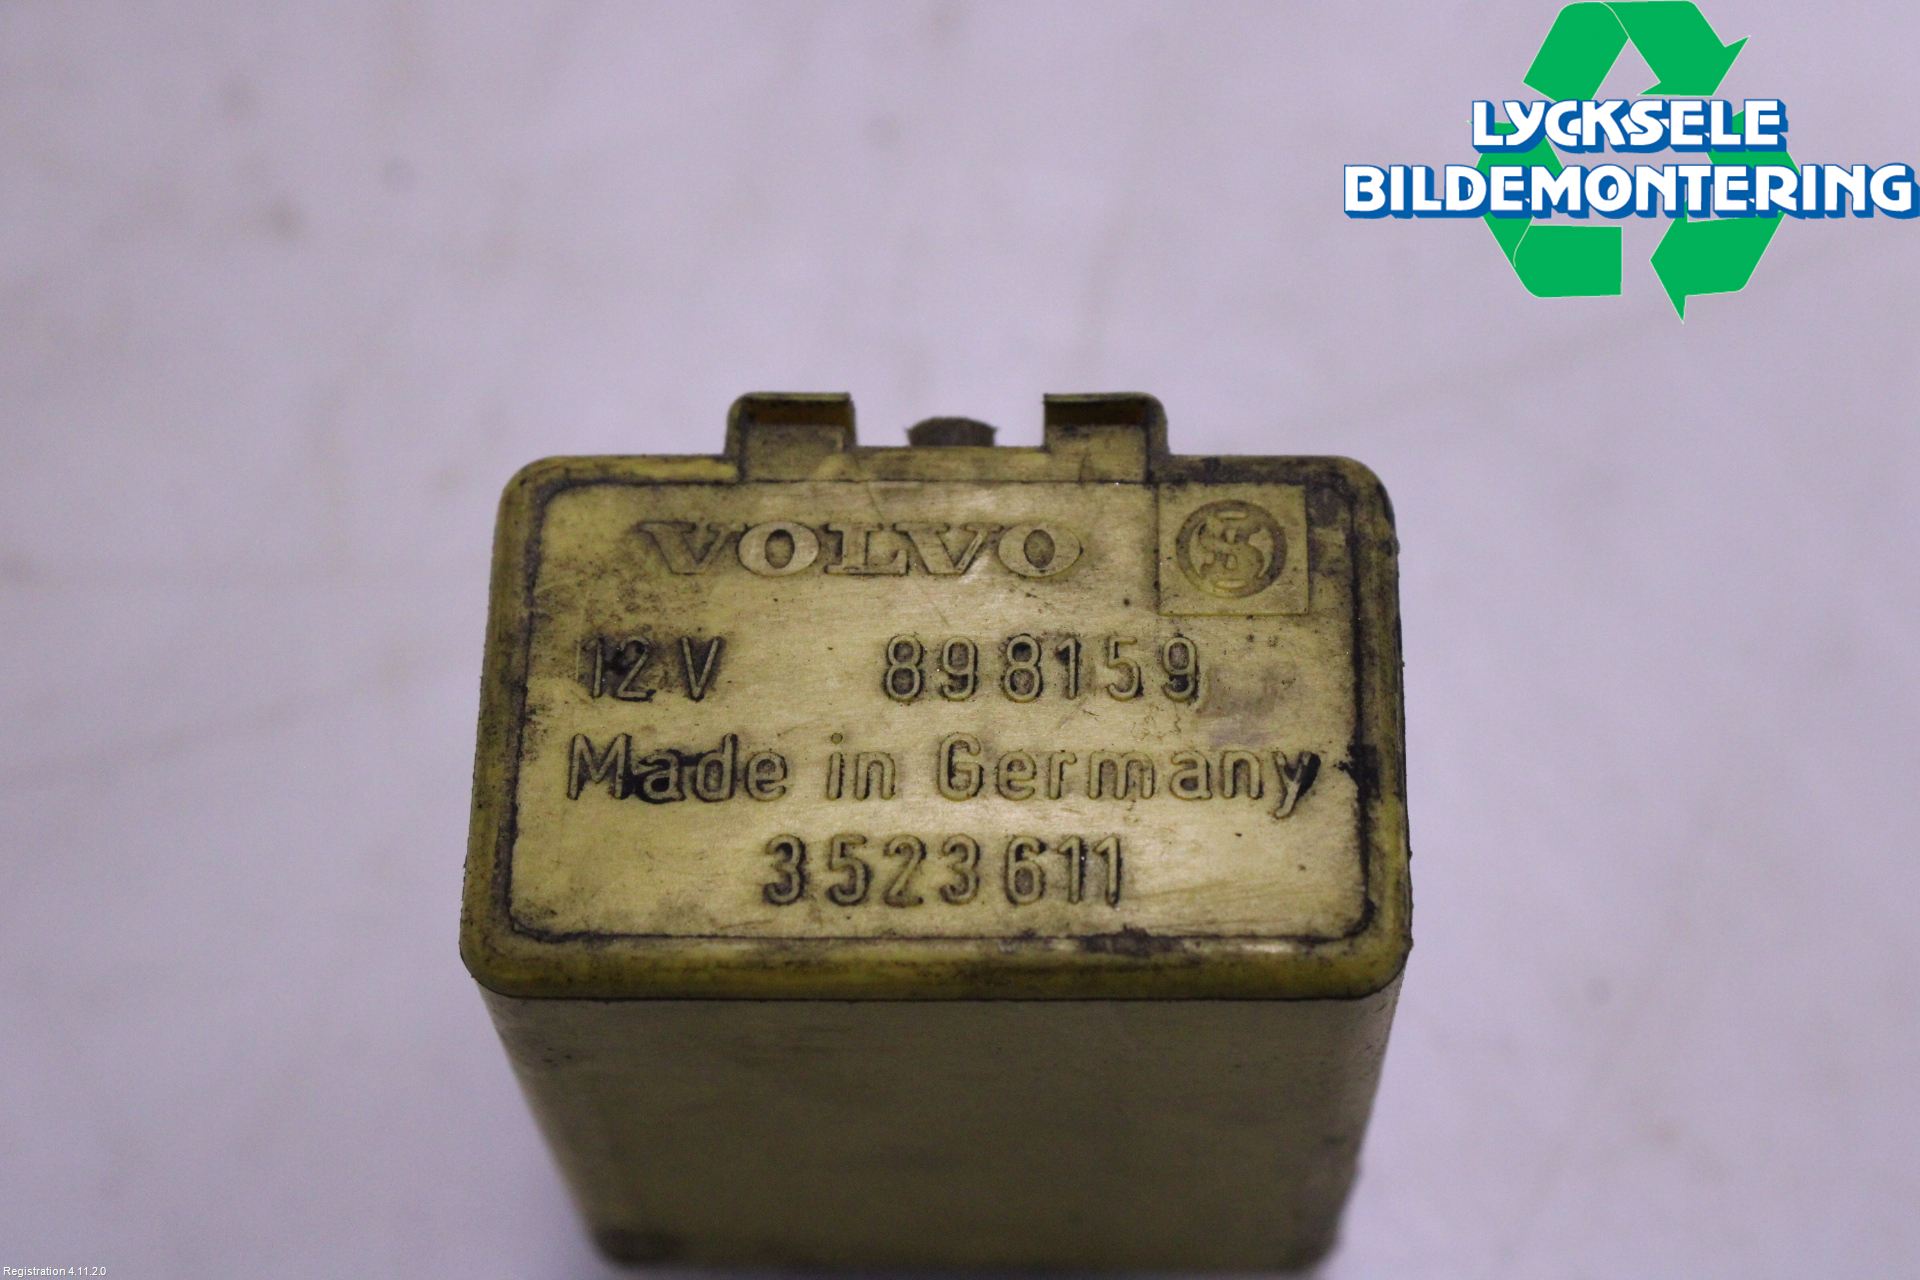 LYCKSELE
BILDEMONTERING
VOLVO
12V 898159
Made in Germany
3523611
Registration 4.11.2.0